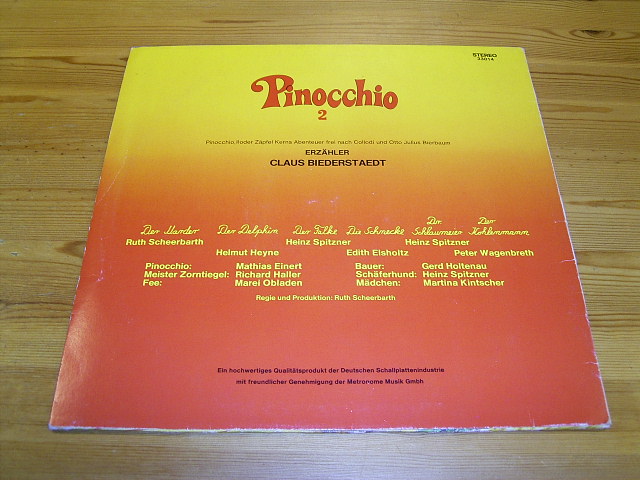 STEREO
33014
Pinocchio
2
Pinocchio oder Zäpfel Kerns Abenteuer frei nach Collodi und Otto Julius Bierbaum
ERZÄHLER
CLAUS BIEDERSTAEDT
Der Marder Der Delphin Der Falke Die Schnecke Dr. Schlaumeier Der Kohlenmann
Ruth Scheerbarth Heinz Spitzner Heinz Spitzner
Helmut Heyne Edith Elsholtz Peter Wagenbreth
Pinocchio: Mathias Einert Bauer: Gerd Holtenau
Meister Zorntiegel: Richard Haller Schäferhund: Heinz Spitzner
Fee: Marei Obladen Mädchen: Martina Kintscher
Regie und Produktion: Ruth Scheerbarth
Ein hochwertiges Qualitätsprodukt der Deutschen Schallplattenindustrie
mit freundlicher Genehmigung der Metronome Musik Gmbh